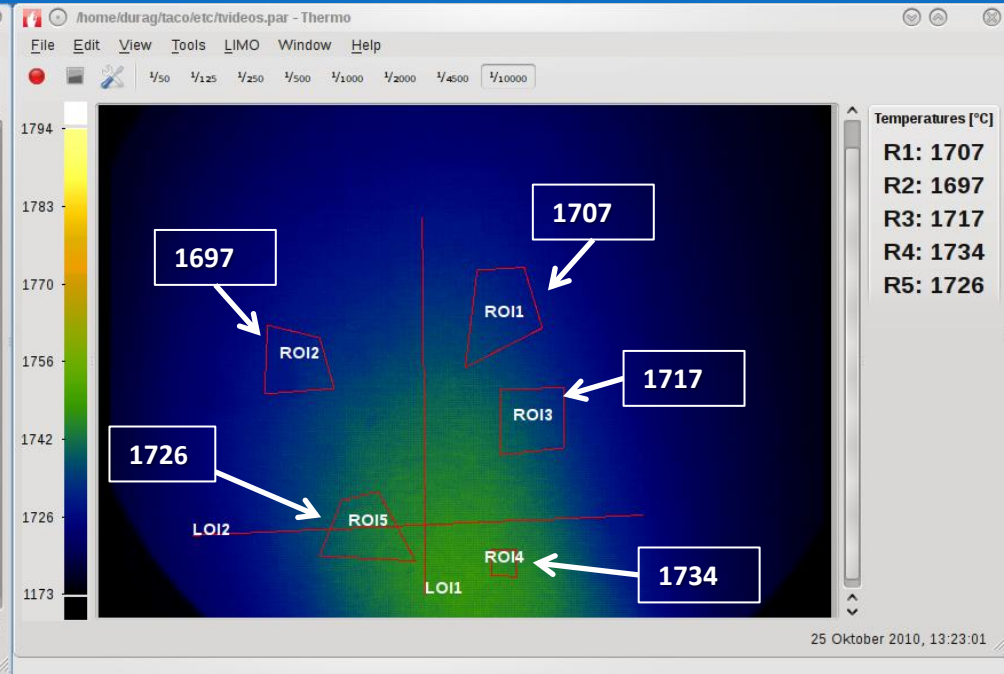 /home/durag/taco/etc/tvideos.par - Thermo
File Edit View Tools LIMO Window Help
1/50 1/125 1/250 1/500 1/1000 1/2000 1/4500 1/10000
1794
1783
1770
1756
1742
1726
1173
1707
1697
ROI1
ROI2
1717
ROI3
1726
ROI5
LOI2
ROI4
1734
LOI1
Temperatures [°C]
R1: 1707
R2: 1697
R3: 1717
R4: 1734
R5: 1726
25 Oktober 2010, 13:23:01